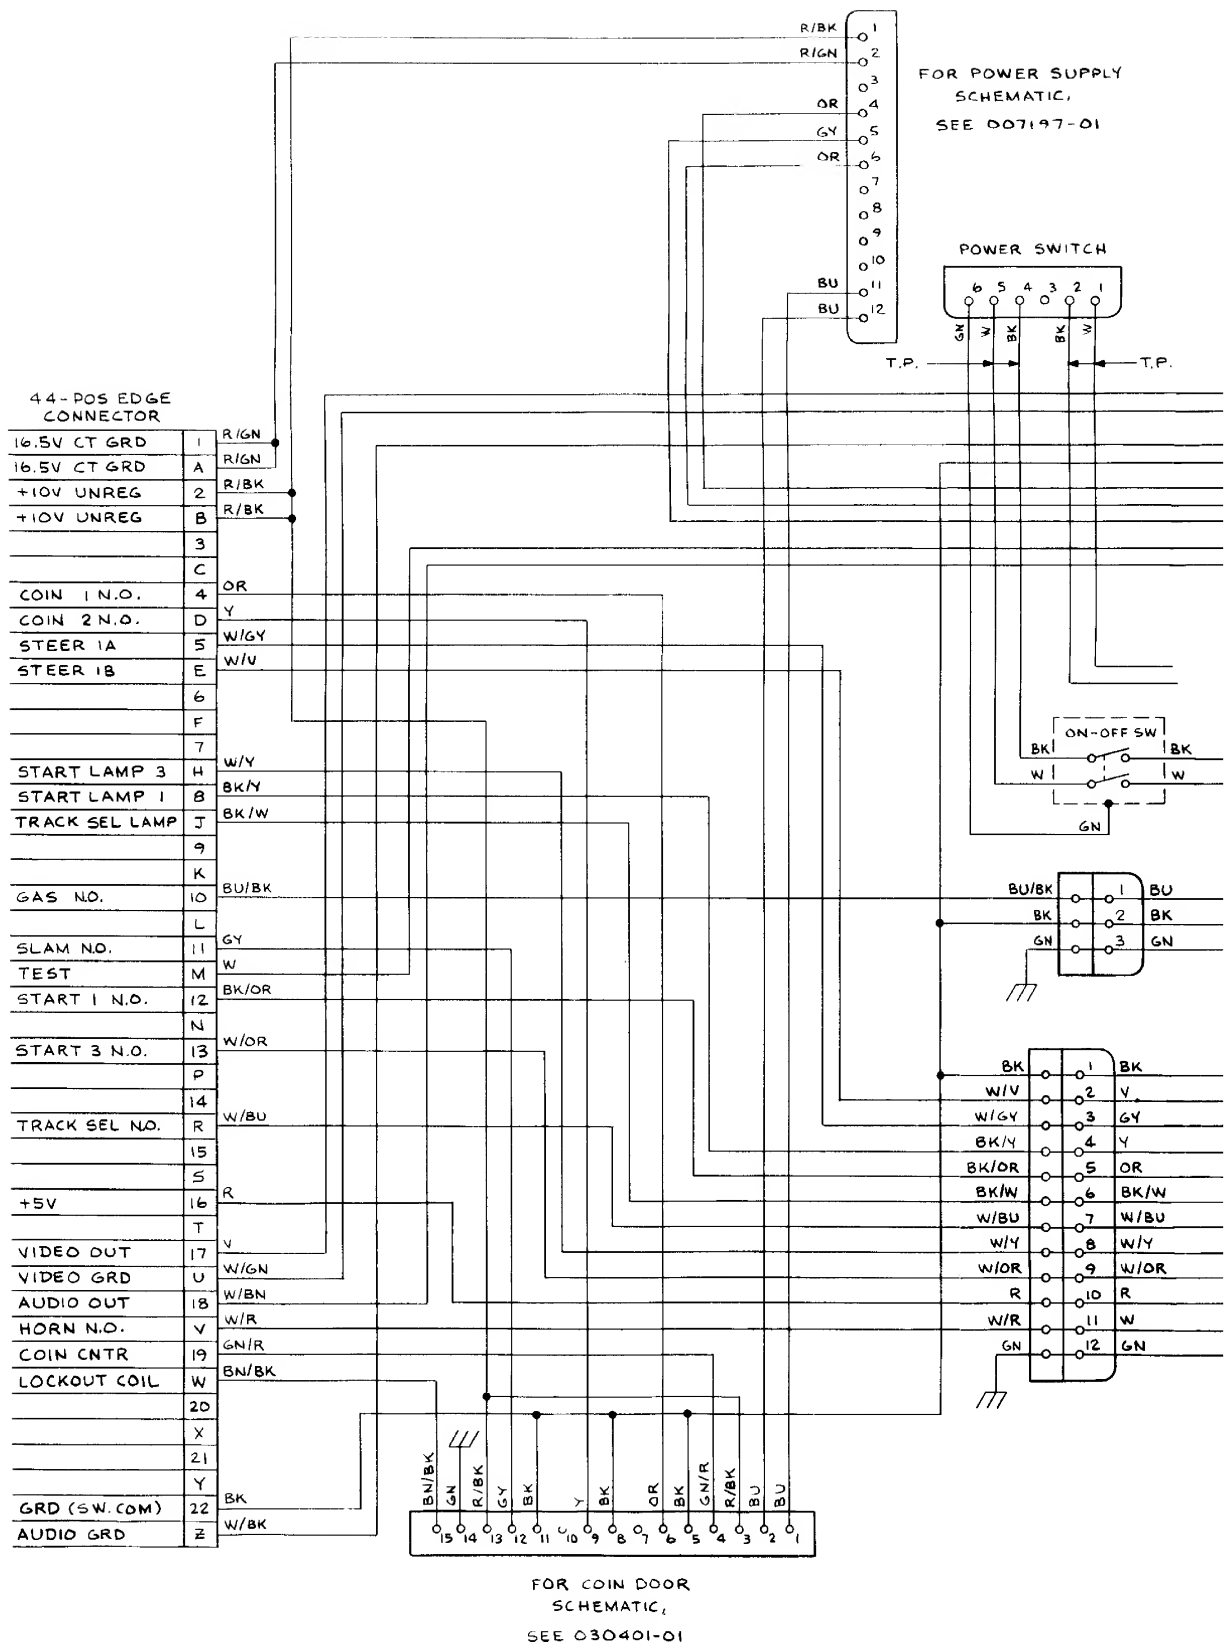 R/BK 1
R/GN 2
3
OR 4
GY 5
OR 6
7
8
9
10
BU 11
BU 12
FOR POWER SUPPLY
SCHEMATIC,
SEE 007197-01
POWER SWITCH
6 5 4 3 2 1
GN W BK BK W
T.P. T.P.
44-POS EDGE
CONNECTOR
16.5V CT GRD 1 R/GN
16.5V CT GRD A R/GN
+10V UNREG 2 R/BK
+10V UNREG B R/BK
3
C
COIN 1 N.O. 4 OR
COIN 2 N.O. D Y
STEER 1A 5 W/GY
STEER 1B E W/V
6
F
7
START LAMP 3 H W/Y
START LAMP 1 8 BK/Y
TRACK SEL LAMP J BK/W
9
K
GAS N.O. 10 BU/BK
L
SLAM N.O. 11 GY
TEST M W
START 1 N.O. 12 BK/OR
N
START 3 N.O. 13 W/OR
P
14
TRACK SEL N.O. R W/BU
15
S
+5V 16 R
T
VIDEO OUT 17 V
VIDEO GRD U W/GN
AUDIO OUT 18 W/BN
HORN N.O. V W/R
COIN CNTR 19 GN/R
LOCKOUT COIL W BN/BK
20
X
21
Y
GRD (SW. COM) 22 BK
AUDIO GRD Z W/BK
ON-OFF SW
BK BK
W W
GN
BU/BK 1 BU
BK 2 BK
GN 3 GN
BK 1 BK
W/V 2 V
W/GY 3 GY
BK/Y 4 Y
BK/OR 5 OR
BK/W 6 BK/W
W/BU 7 W/BU
W/Y 8 W/Y
W/OR 9 W/OR
R 10 R
W/R 11 W
GN 12 GN
BN/BK GN R/BK GY BK Y BK OR BK GN/R R/BK BU BU
15 14 13 12 11 10 9 8 7 6 5 4 3 2 1
FOR COIN DOOR
SCHEMATIC,
SEE 030401-01